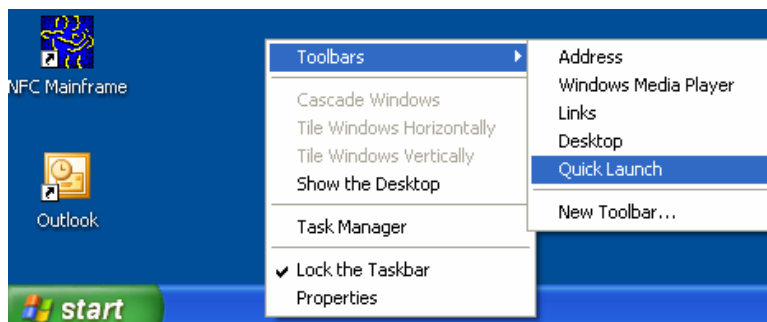 NFC Mainframe
Outlook
start
Toolbars
Cascade Windows
Tile Windows Horizontally
Tile Windows Vertically
Show the Desktop
Task Manager
Lock the Taskbar
Properties
Address
Windows Media Player
Links
Desktop
Quick Launch
New Toolbar...